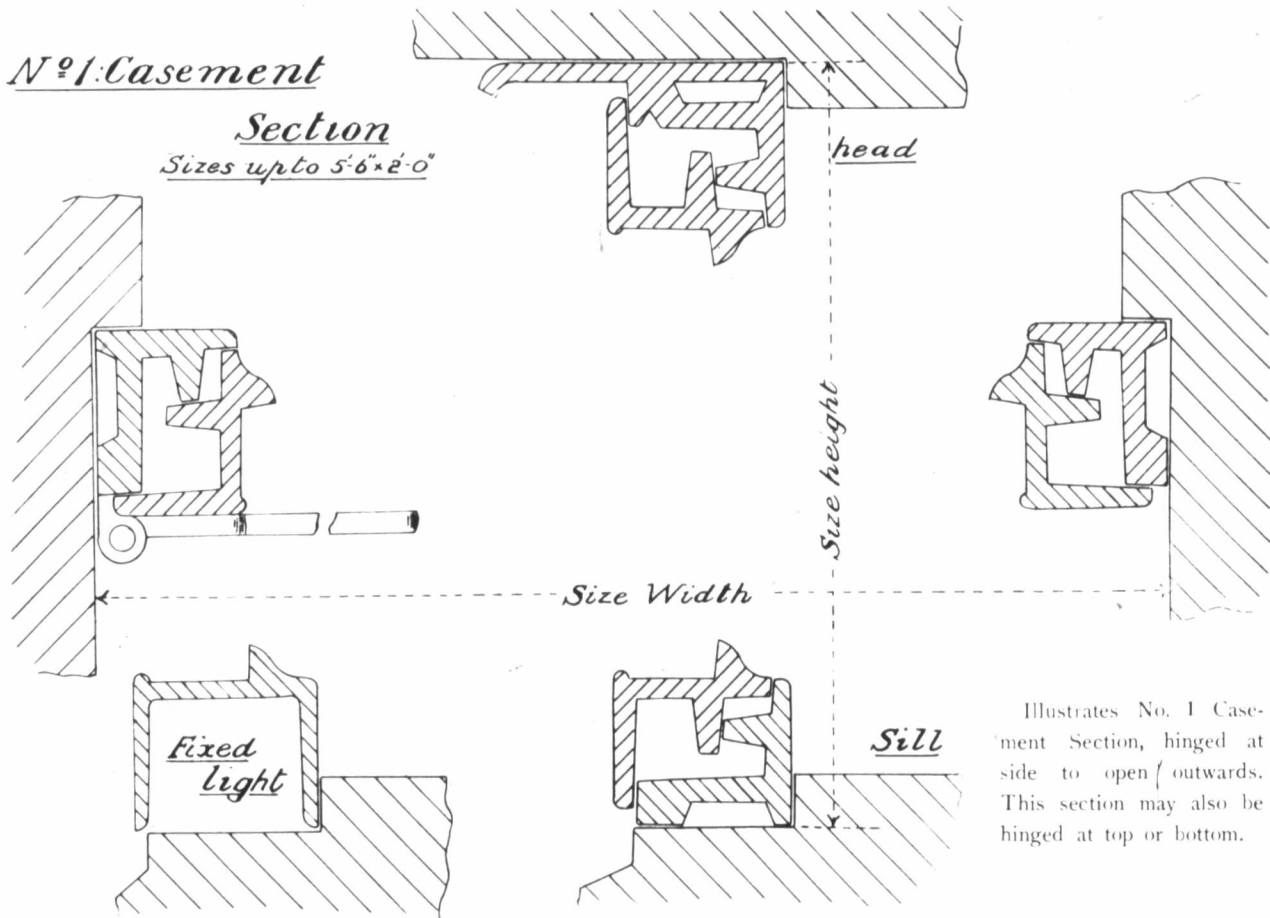 Nº 1: Casement
Section
Sizes up to 5'-6" × 2'-0"
head
Size height
Size Width
Fixed
light
Sill
Illustrates No. 1 Case-
ment Section, hinged at
side to open outwards.
This section may also be
hinged at top or bottom.